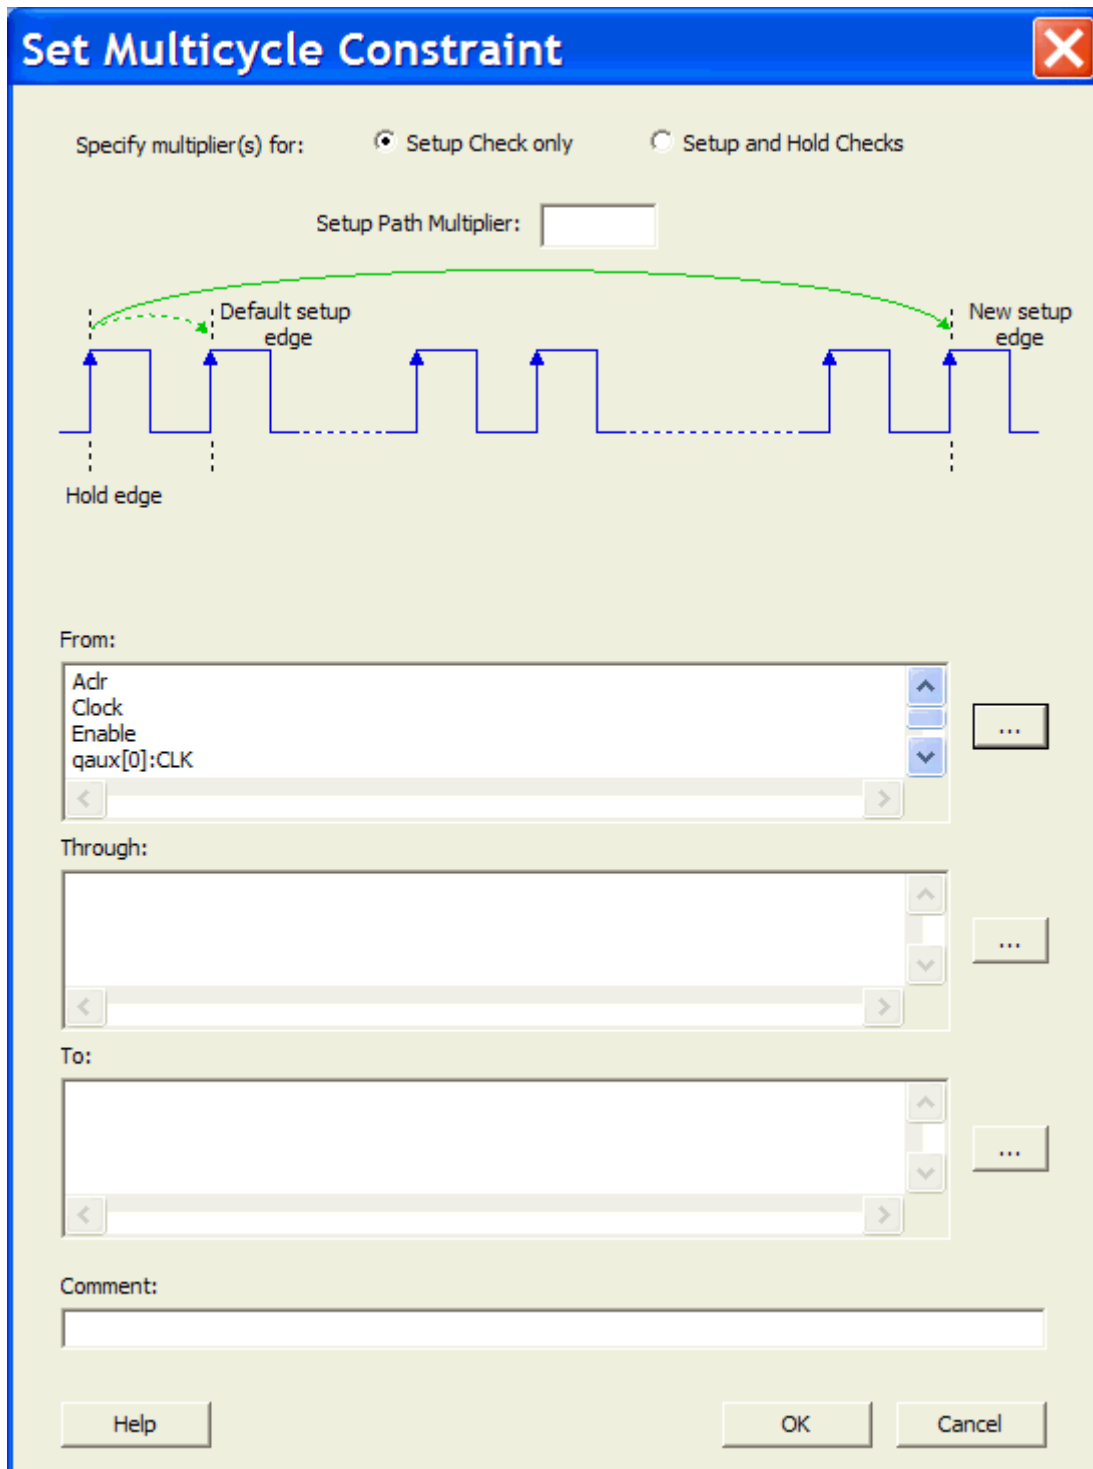 Set Multicycle Constraint
Specify multiplier(s) for: Setup Check only Setup and Hold Checks
Setup Path Multiplier:
Default setup
edge
New setup
edge
Hold edge
From:
Aclr
Clock
Enable
qaux[0]:CLK
...
Through:
...
To:
...
Comment:
Help OK Cancel